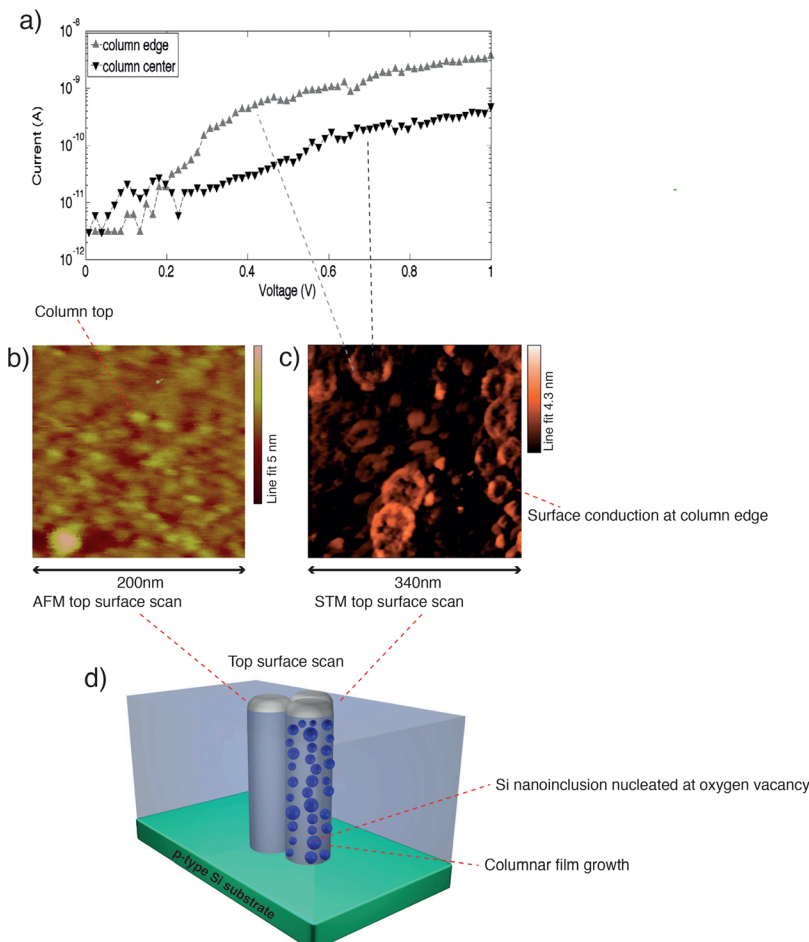 a)
column edge
column center
10⁻⁸
10⁻⁹
10⁻¹⁰
10⁻¹¹
10⁻¹²
Current (A)
0
0.2
0.4
0.6
0.8
1
Voltage (V)
Column top
b)
Line fit 5 nm
c)
Line fit 4.3 nm
Surface conduction at column edge
200nm
340nm
AFM top surface scan
STM top surface scan
Top surface scan
d)
Si nanoinclusion nucleated at oxygen vacancy
Columnar film growth
p-type Si substrate